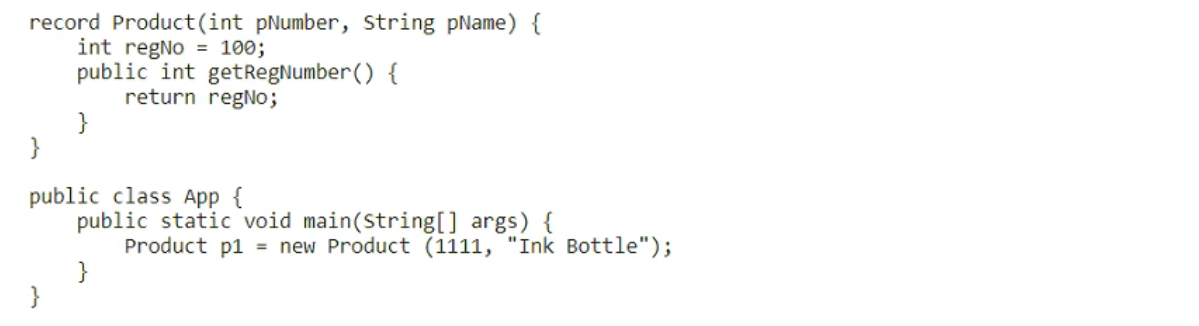 record Product(int pNumber, String pName) {
    int regNo = 100;
    public int getRegNumber() {
        return regNo;
    }
}
public class App {
    public static void main(String[] args) {
        Product p1 = new Product (1111, "Ink Bottle");
    }
}